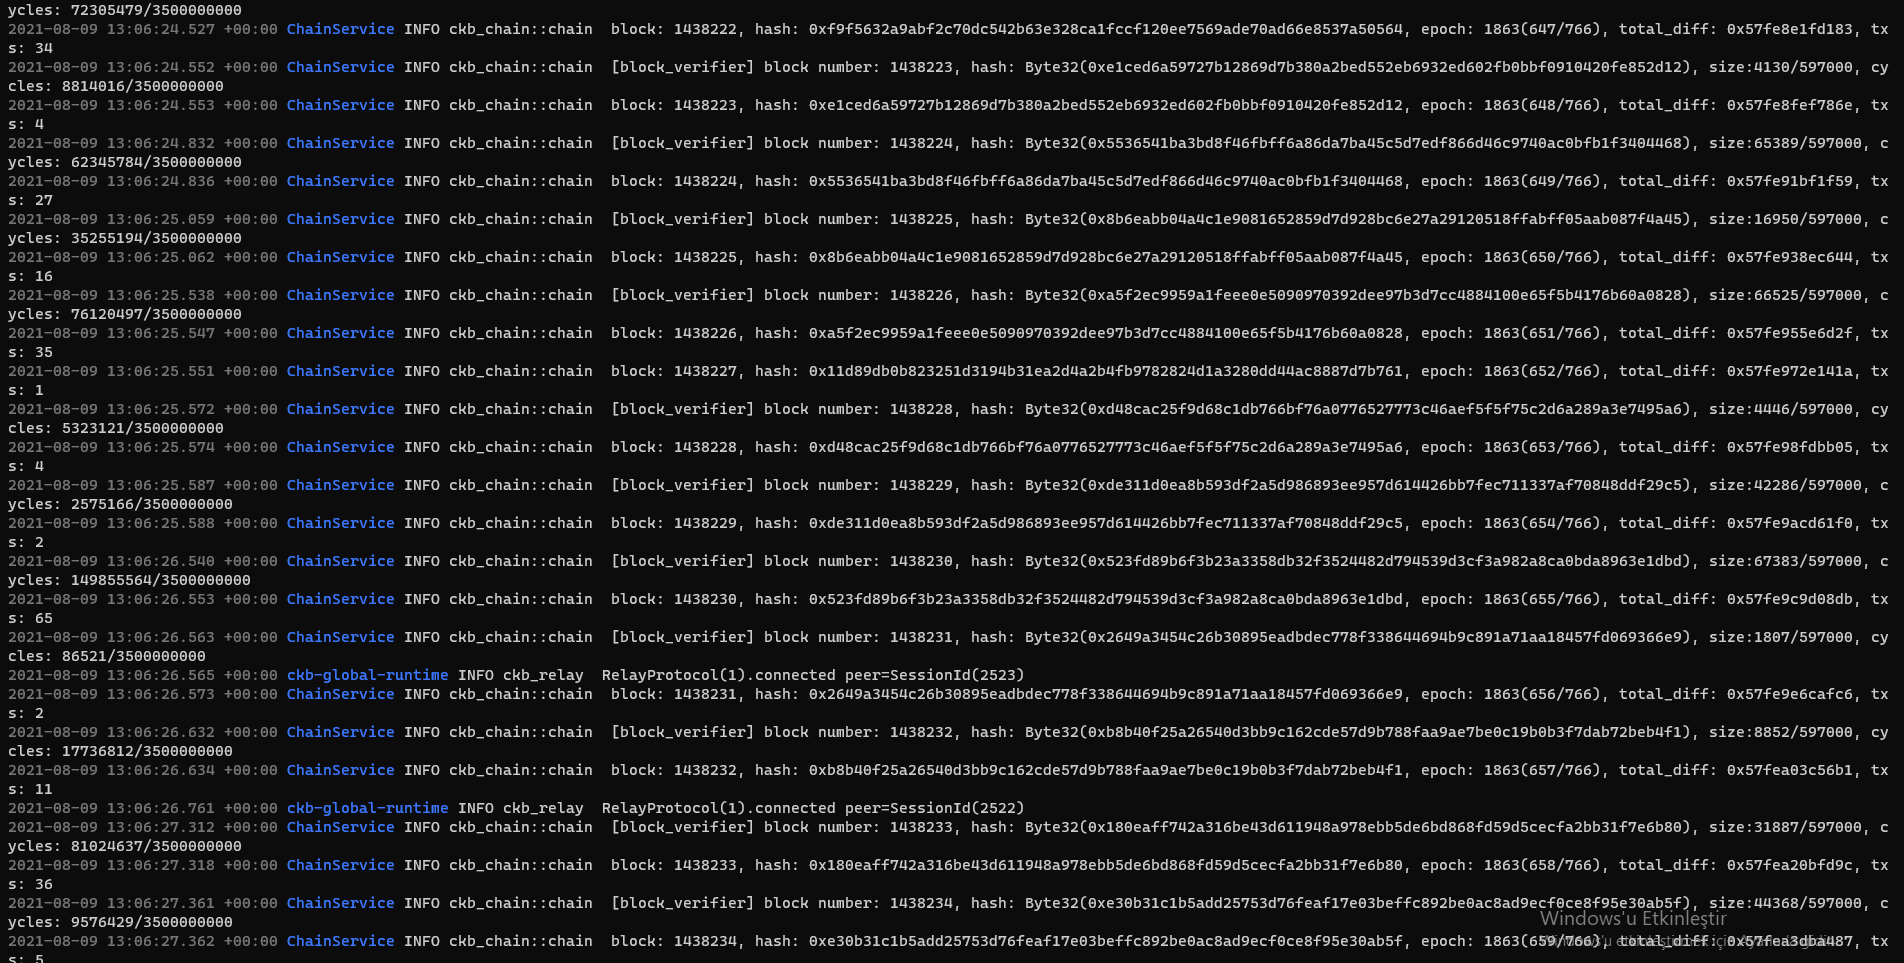 ycles: 72305479/3500000000
2021-08-09 13:06:24.527 +00:00 ChainService INFO ckb_chain::chain  block: 1438222, hash: 0xf9f5632a9abf2c70dc542b63e328ca1fccf120ee7569ade70ad66e8537a50564, epoch: 1863(647/766), total_diff: 0x57fe8e1fd183, tx
s: 34
2021-08-09 13:06:24.552 +00:00 ChainService INFO ckb_chain::chain  [block_verifier] block number: 1438223, hash: Byte32(0xe1ced6a59727b12869d7b380a2bed552eb6932ed602fb0bbf0910420fe852d12), size:4130/597000, cy
cles: 8814016/3500000000
2021-08-09 13:06:24.553 +00:00 ChainService INFO ckb_chain::chain  block: 1438223, hash: 0xe1ced6a59727b12869d7b380a2bed552eb6932ed602fb0bbf0910420fe852d12, epoch: 1863(648/766), total_diff: 0x57fe8fef786e, tx
s: 4
2021-08-09 13:06:24.832 +00:00 ChainService INFO ckb_chain::chain  [block_verifier] block number: 1438224, hash: Byte32(0x5536541ba3bd8f46fbff6a86da7ba45c5d7edf866d46c9740ac0bfb1f3404468), size:65389/597000, c
ycles: 62345784/3500000000
2021-08-09 13:06:24.836 +00:00 ChainService INFO ckb_chain::chain  block: 1438224, hash: 0x5536541ba3bd8f46fbff6a86da7ba45c5d7edf866d46c9740ac0bfb1f3404468, epoch: 1863(649/766), total_diff: 0x57fe91bf1f59, tx
s: 27
2021-08-09 13:06:25.059 +00:00 ChainService INFO ckb_chain::chain  [block_verifier] block number: 1438225, hash: Byte32(0x8b6eabb04a4c1e9081652859d7d928bc6e27a29120518ffabff05aab087f4a45), size:16950/597000, c
ycles: 35255194/3500000000
2021-08-09 13:06:25.062 +00:00 ChainService INFO ckb_chain::chain  block: 1438225, hash: 0x8b6eabb04a4c1e9081652859d7d928bc6e27a29120518ffabff05aab087f4a45, epoch: 1863(650/766), total_diff: 0x57fe938ec644, tx
s: 16
2021-08-09 13:06:25.538 +00:00 ChainService INFO ckb_chain::chain  [block_verifier] block number: 1438226, hash: Byte32(0xa5f2ec9959a1feee0e5090970392dee97b3d7cc4884100e65f5b4176b60a0828), size:66525/597000, c
ycles: 76120497/3500000000
2021-08-09 13:06:25.547 +00:00 ChainService INFO ckb_chain::chain  block: 1438226, hash: 0xa5f2ec9959a1feee0e5090970392dee97b3d7cc4884100e65f5b4176b60a0828, epoch: 1863(651/766), total_diff: 0x57fe955e6d2f, tx
s: 35
2021-08-09 13:06:25.551 +00:00 ChainService INFO ckb_chain::chain  block: 1438227, hash: 0x11d89db0b823251d3194b31ea2d4a2b4fb9782824d1a3280dd44ac8887d7b761, epoch: 1863(652/766), total_diff: 0x57fe972e141a, tx
s: 1
2021-08-09 13:06:25.572 +00:00 ChainService INFO ckb_chain::chain  [block_verifier] block number: 1438228, hash: Byte32(0xd48cac25f9d68c1db766bf76a0776527773c46aef5f5f75c2d6a289a3e7495a6), size:4446/597000, cy
cles: 5323121/3500000000
2021-08-09 13:06:25.574 +00:00 ChainService INFO ckb_chain::chain  block: 1438228, hash: 0xd48cac25f9d68c1db766bf76a0776527773c46aef5f5f75c2d6a289a3e7495a6, epoch: 1863(653/766), total_diff: 0x57fe98fdbb05, tx
s: 4
2021-08-09 13:06:25.587 +00:00 ChainService INFO ckb_chain::chain  [block_verifier] block number: 1438229, hash: Byte32(0xde311d0ea8b593df2a5d986893ee957d614426bb7fec711337af70848ddf29c5), size:42286/597000, c
ycles: 2575166/3500000000
2021-08-09 13:06:25.588 +00:00 ChainService INFO ckb_chain::chain  block: 1438229, hash: 0xde311d0ea8b593df2a5d986893ee957d614426bb7fec711337af70848ddf29c5, epoch: 1863(654/766), total_diff: 0x57fe9acd61f0, tx
s: 2
2021-08-09 13:06:26.540 +00:00 ChainService INFO ckb_chain::chain  [block_verifier] block number: 1438230, hash: Byte32(0x523fd89b6f3b23a3358db32f3524482d794539d3cf3a982a8ca0bda8963e1dbd), size:67383/597000, c
ycles: 149855564/3500000000
2021-08-09 13:06:26.553 +00:00 ChainService INFO ckb_chain::chain  block: 1438230, hash: 0x523fd89b6f3b23a3358db32f3524482d794539d3cf3a982a8ca0bda8963e1dbd, epoch: 1863(655/766), total_diff: 0x57fe9c9d08db, tx
s: 65
2021-08-09 13:06:26.563 +00:00 ChainService INFO ckb_chain::chain  [block_verifier] block number: 1438231, hash: Byte32(0x2649a3454c26b30895eadbdec778f338644694b9c891a71aa18457fd069366e9), size:1807/597000, cy
cles: 86521/3500000000
2021-08-09 13:06:26.565 +00:00 ckb-global-runtime INFO ckb_relay  RelayProtocol(1).connected peer=SessionId(2523)
2021-08-09 13:06:26.573 +00:00 ChainService INFO ckb_chain::chain  block: 1438231, hash: 0x2649a3454c26b30895eadbdec778f338644694b9c891a71aa18457fd069366e9, epoch: 1863(656/766), total_diff: 0x57fe9e6cafc6, tx
s: 2
2021-08-09 13:06:26.632 +00:00 ChainService INFO ckb_chain::chain  [block_verifier] block number: 1438232, hash: Byte32(0xb8b40f25a26540d3bb9c162cde57d9b788faa9ae7be0c19b0b3f7dab72beb4f1), size:8852/597000, cy
cles: 17736812/3500000000
2021-08-09 13:06:26.634 +00:00 ChainService INFO ckb_chain::chain  block: 1438232, hash: 0xb8b40f25a26540d3bb9c162cde57d9b788faa9ae7be0c19b0b3f7dab72beb4f1, epoch: 1863(657/766), total_diff: 0x57fea03c56b1, tx
s: 11
2021-08-09 13:06:26.761 +00:00 ckb-global-runtime INFO ckb_relay  RelayProtocol(1).connected peer=SessionId(2522)
2021-08-09 13:06:27.312 +00:00 ChainService INFO ckb_chain::chain  [block_verifier] block number: 1438233, hash: Byte32(0x180eaff742a316be43d611948a978ebb5de6bd868fd59d5cecfa2bb31f7e6b80), size:31887/597000, c
ycles: 81024637/3500000000
2021-08-09 13:06:27.318 +00:00 ChainService INFO ckb_chain::chain  block: 1438233, hash: 0x180eaff742a316be43d611948a978ebb5de6bd868fd59d5cecfa2bb31f7e6b80, epoch: 1863(658/766), total_diff: 0x57fea20bfd9c, tx
s: 36
2021-08-09 13:06:27.361 +00:00 ChainService INFO ckb_chain::chain  [block_verifier] block number: 1438234, hash: Byte32(0xe30b31c1b5add25753d76feaf17e03beffc892be0ac8ad9ecf0ce8f95e30ab5f), size:44368/597000, c
ycles: 9576429/3500000000
Windows'u Etkinleştir
2021-08-09 13:06:27.362 +00:00 ChainService INFO ckb_chain::chain  block: 1438234, hash: 0xe30b31c1b5add25753d76feaf17e03beffc892be0ac8ad9ecf0ce8f95e30ab5f, epoch: 1863(659/766), total_diff: 0x57fea3dba487, tx
s: 5